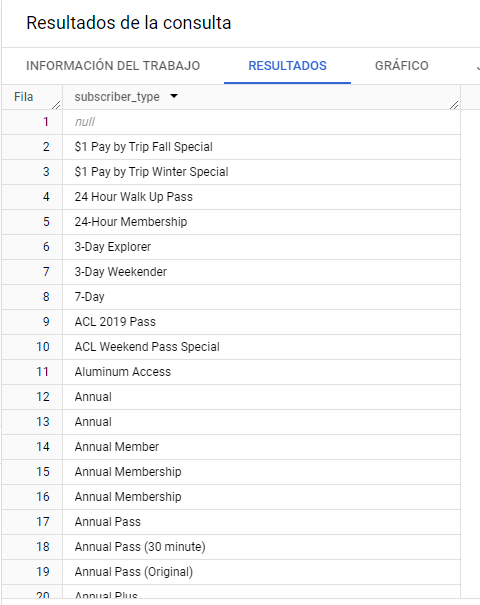 Resultados de la consulta
INFORMACIÓN DEL TRABAJO RESULTADOS GRÁFICO
Fila subscriber_type
1 null
2 $1 Pay by Trip Fall Special
3 $1 Pay by Trip Winter Special
4 24 Hour Walk Up Pass
5 24-Hour Membership
6 3-Day Explorer
7 3-Day Weekender
8 7-Day
9 ACL 2019 Pass
10 ACL Weekend Pass Special
11 Aluminum Access
12 Annual
13 Annual
14 Annual Member
15 Annual Membership
16 Annual Membership
17 Annual Pass
18 Annual Pass (30 minute)
19 Annual Pass (Original)
20 Annual Plus